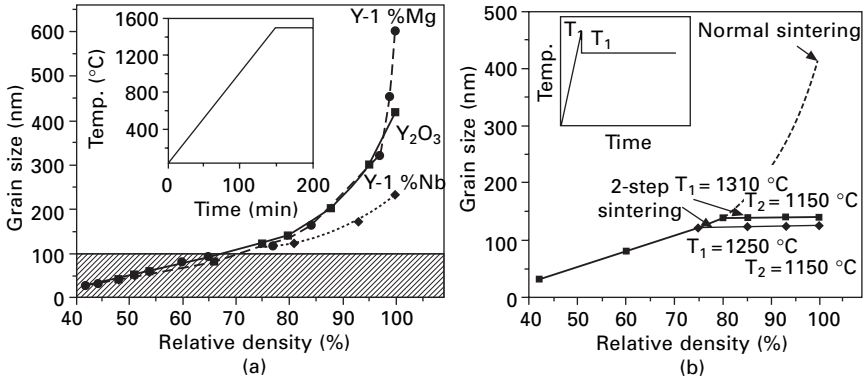 600
500
400
300
200
100
0
Grain size (nm)
40 50 60 70 80 90 100
Relative density (%)
(a)
1600
1200
800
400
Temp. (°C)
0 100 200
Time (min)
Y-1 %Mg
Y₂O₃
Y-1 %Nb
500
400
300
200
100
0
Grain size (nm)
40 50 60 70 80 90 100
Relative density (%)
(b)
T₁
T₁
Temp.
Time
Normal sintering
2-step
sintering
T₁ = 1310 °C
T₂ = 1150 °C
T₁ = 1250 °C
T₂ = 1150 °C